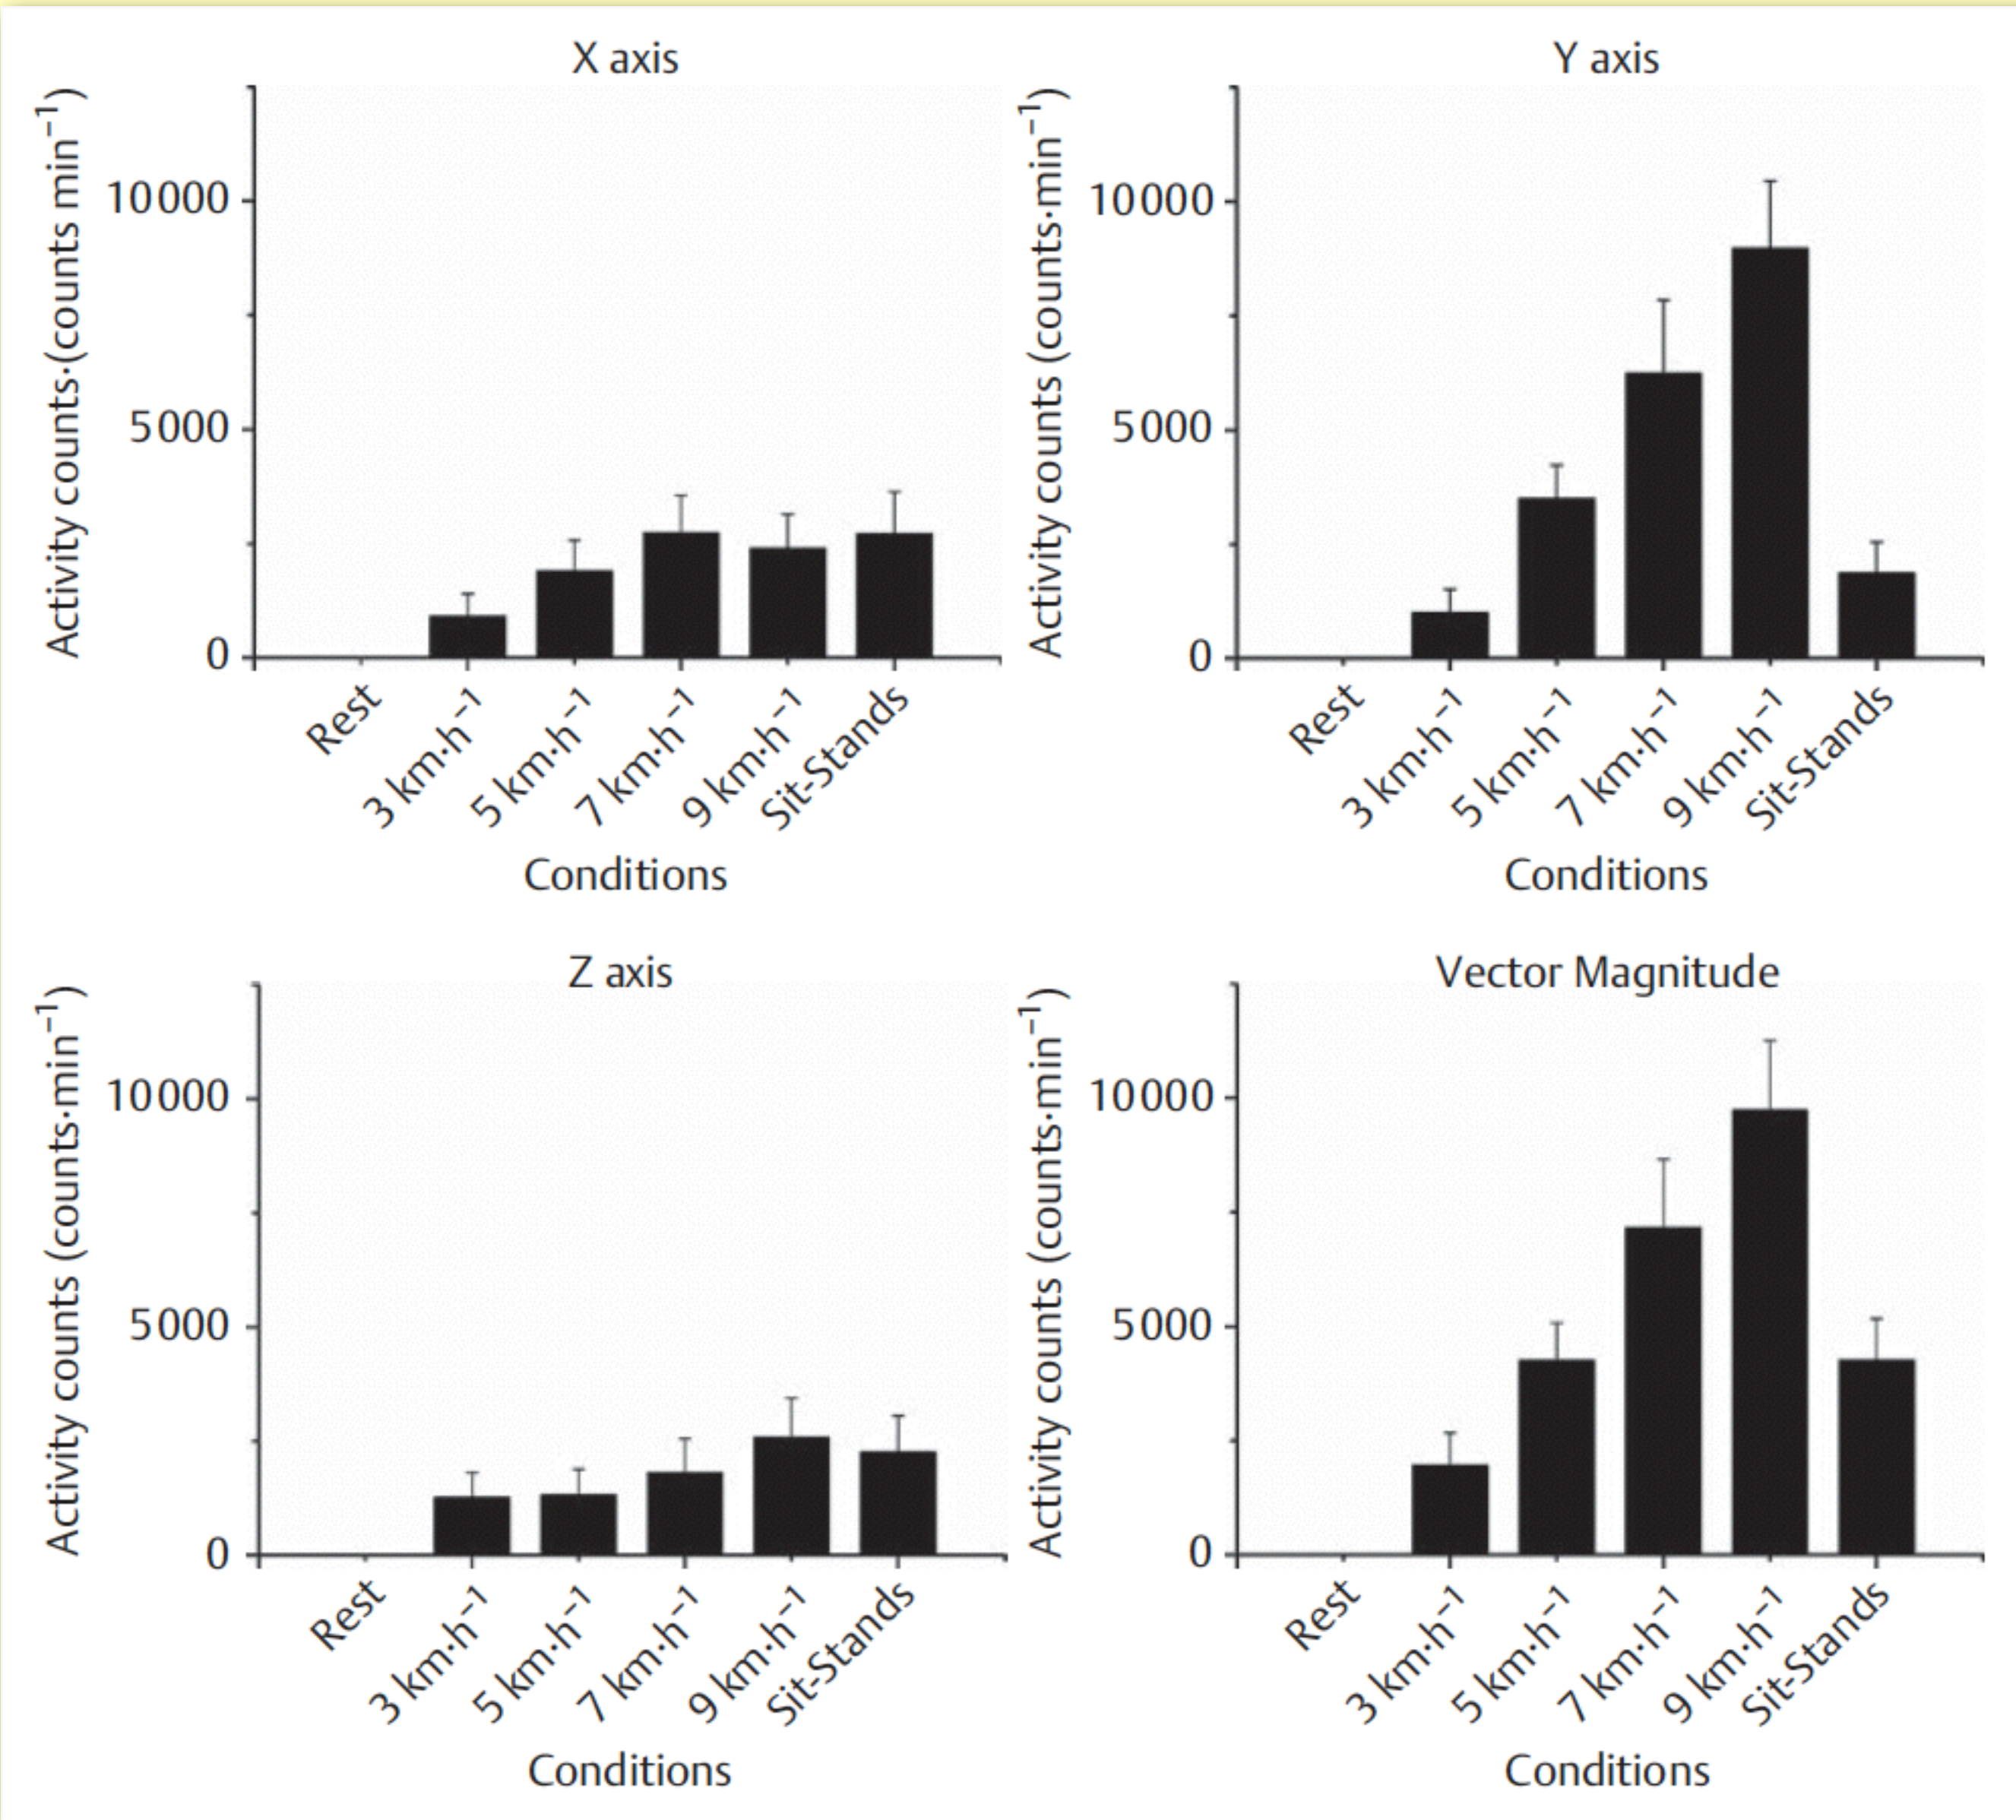 X axis
Activity counts·(counts min⁻¹)
10000
5000
0
Rest
3 km·h⁻¹
5 km·h⁻¹
7 km·h⁻¹
9 km·h⁻¹
Sit-Stands
Conditions
Y axis
Activity counts (counts·min⁻¹)
10000
5000
0
Rest
3 km·h⁻¹
5 km·h⁻¹
7 km·h⁻¹
9 km·h⁻¹
Sit-Stands
Conditions
Z axis
Activity counts (counts·min⁻¹)
10000
5000
0
Rest
3 km·h⁻¹
5 km·h⁻¹
7 km·h⁻¹
9 km·h⁻¹
Sit-Stands
Conditions
Vector Magnitude
Activity counts (counts·min⁻¹)
10000
5000
0
Rest
3 km·h⁻¹
5 km·h⁻¹
7 km·h⁻¹
9 km·h⁻¹
Sit-Stands
Conditions